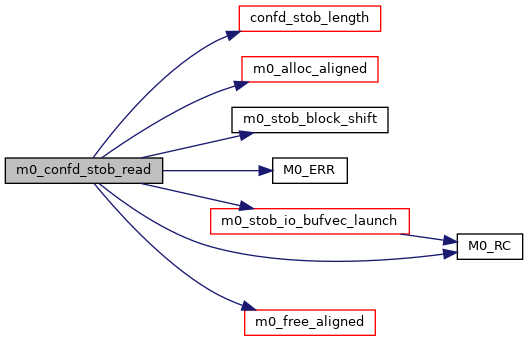 confd_stob_length
m0_alloc_aligned
m0_stob_block_shift
m0_confd_stob_read
M0_ERR
m0_stob_io_bufvec_launch
M0_RC
m0_free_aligned